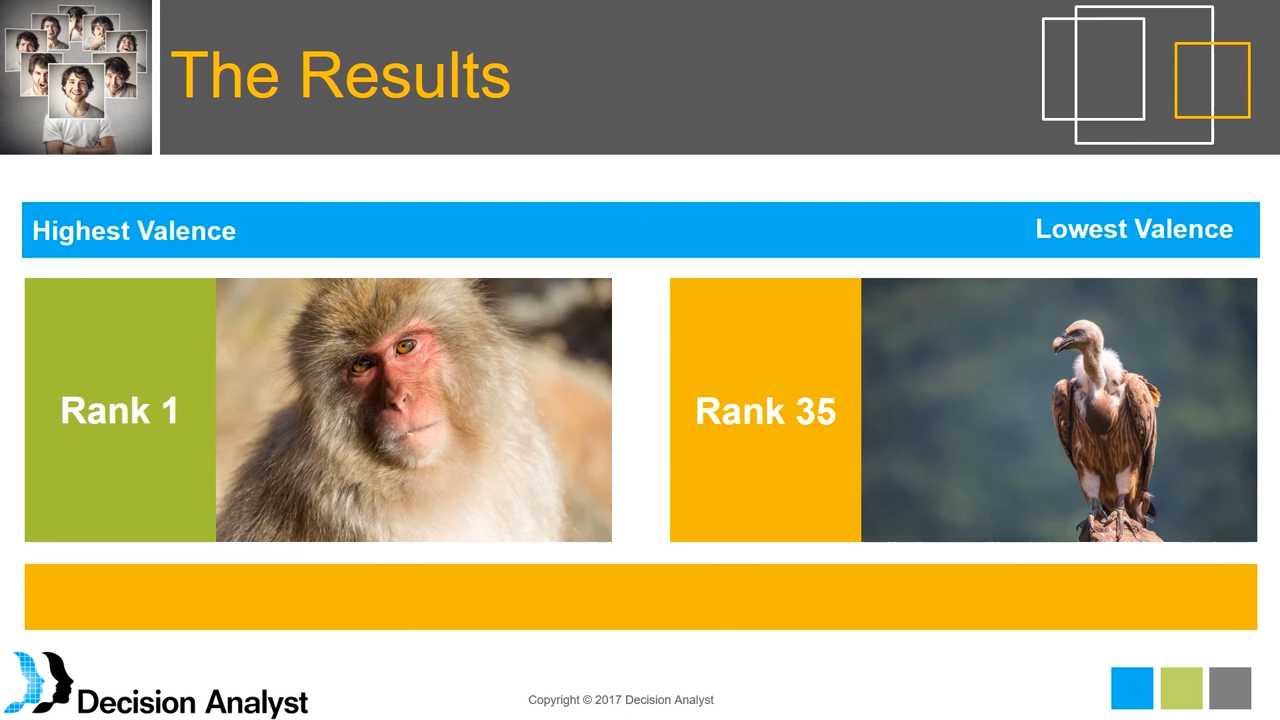 The Results
Highest Valence
Lowest Valence
Rank 1
Rank 35
Decision Analyst
Copyright © 2017 Decision Analyst